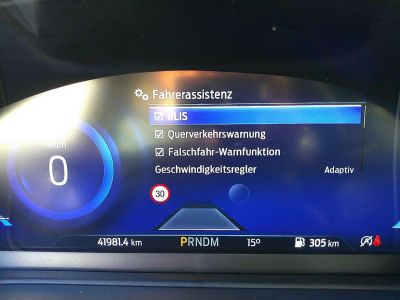 Fahrerassistenz
BLIS
Querverkehrswarnung
Falschfahr-Warnfunktion
Geschwindigkeitsregler Adaptiv
km/h
0
30
41981.4 km PRNDM 15° 305 km